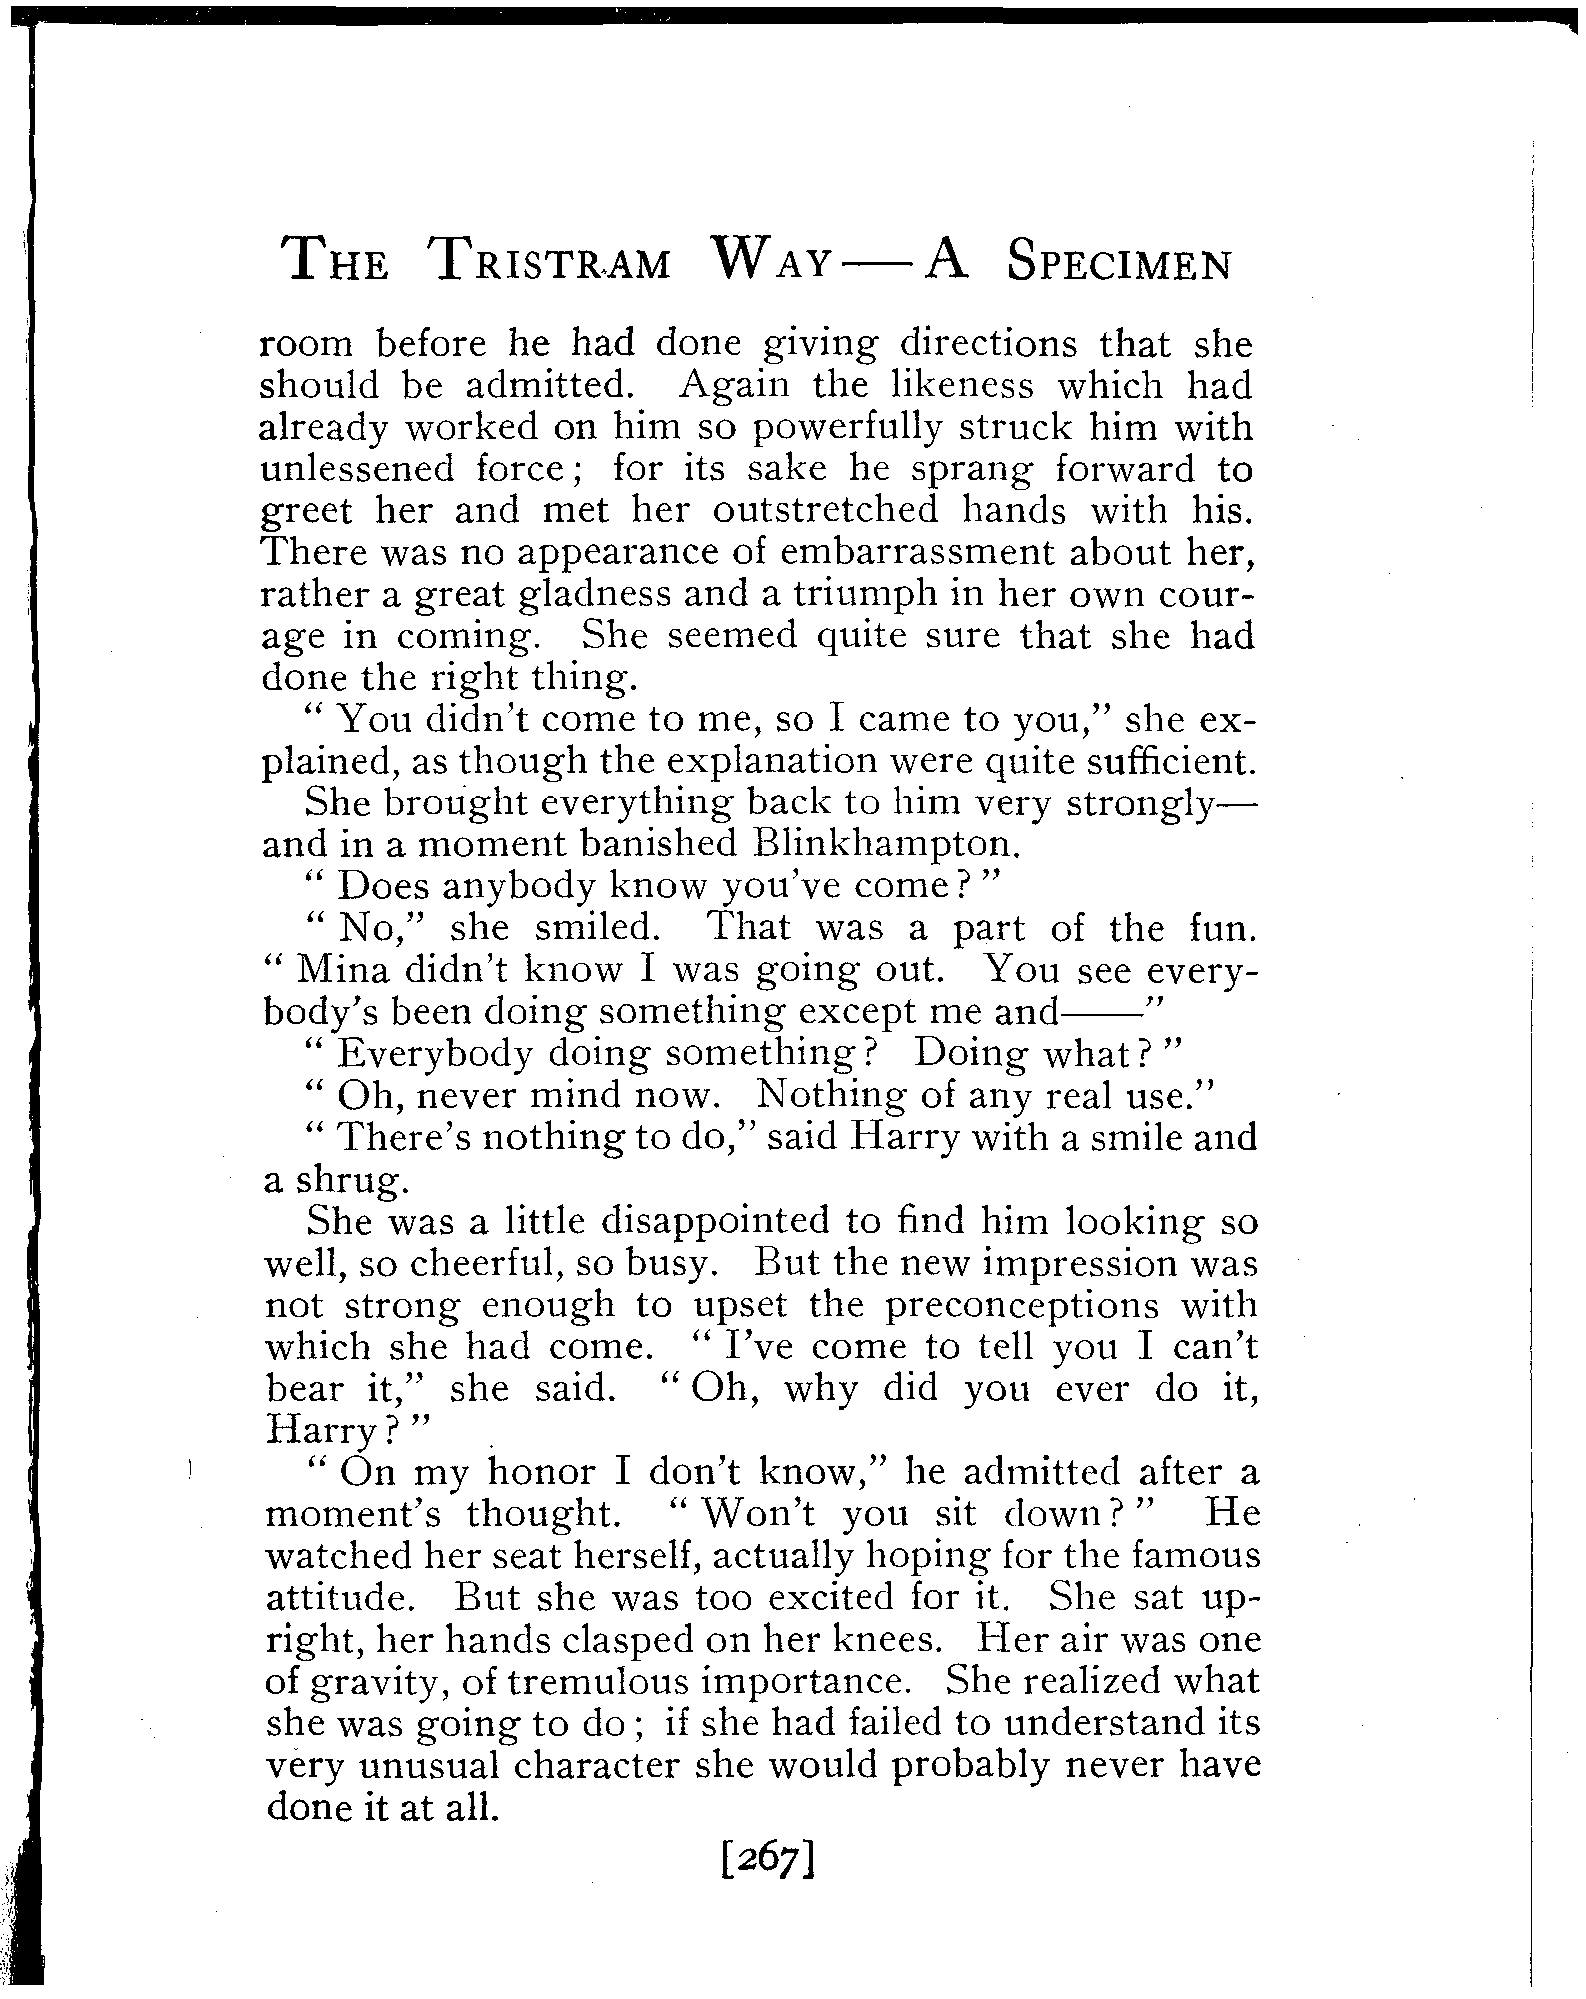 The Tristram Way—A Specimen
room before he had done giving directions that she
should be admitted. Again the likeness which had
already worked on him so powerfully struck him with
unlessened force; for its sake he sprang forward to
greet her and met her outstretched hands with his.
There was no appearance of embarrassment about her,
rather a great gladness and a triumph in her own cour-
age in coming. She seemed quite sure that she had
done the right thing.
" You didn't come to me, so I came to you," she ex-
plained, as though the explanation were quite sufficient.
She brought everything back to him very strongly—
and in a moment banished Blinkhampton.
" Does anybody know you've come? "
" No," she smiled. That was a part of the fun.
" Mina didn't know I was going out. You see every-
body's been doing something except me and——"
" Everybody doing something? Doing what? "
" Oh, never mind now. Nothing of any real use."
" There's nothing to do," said Harry with a smile and
a shrug.
She was a little disappointed to find him looking so
well, so cheerful, so busy. But the new impression was
not strong enough to upset the preconceptions with
which she had come. " I've come to tell you I can't
bear it," she said. " Oh, why did you ever do it,
Harry? "
" On my honor I don't know," he admitted after a
moment's thought. " Won't you sit down? " He
watched her seat herself, actually hoping for the famous
attitude. But she was too excited for it. She sat up-
right, her hands clasped on her knees. Her air was one
of gravity, of tremulous importance. She realized what
she was going to do; if she had failed to understand its
very unusual character she would probably never have
done it at all.
[267]